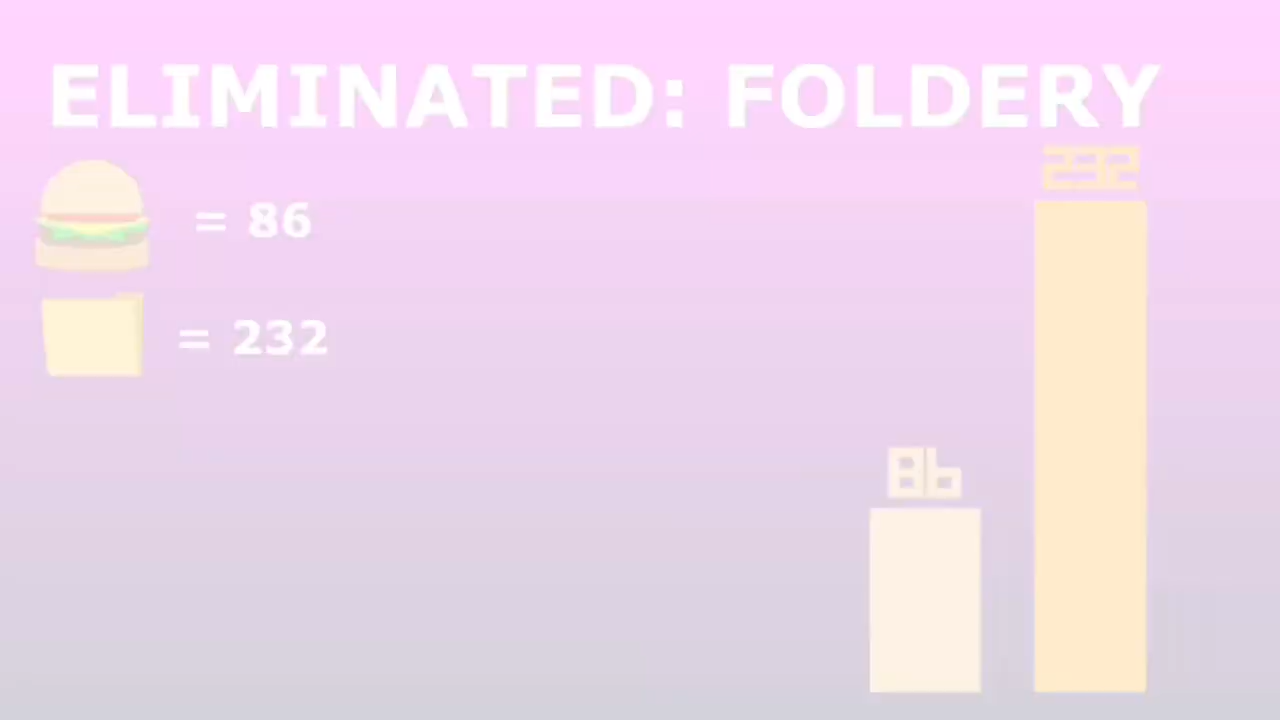 ELIMINATED: FOLDERY
232
= 86
= 232
86